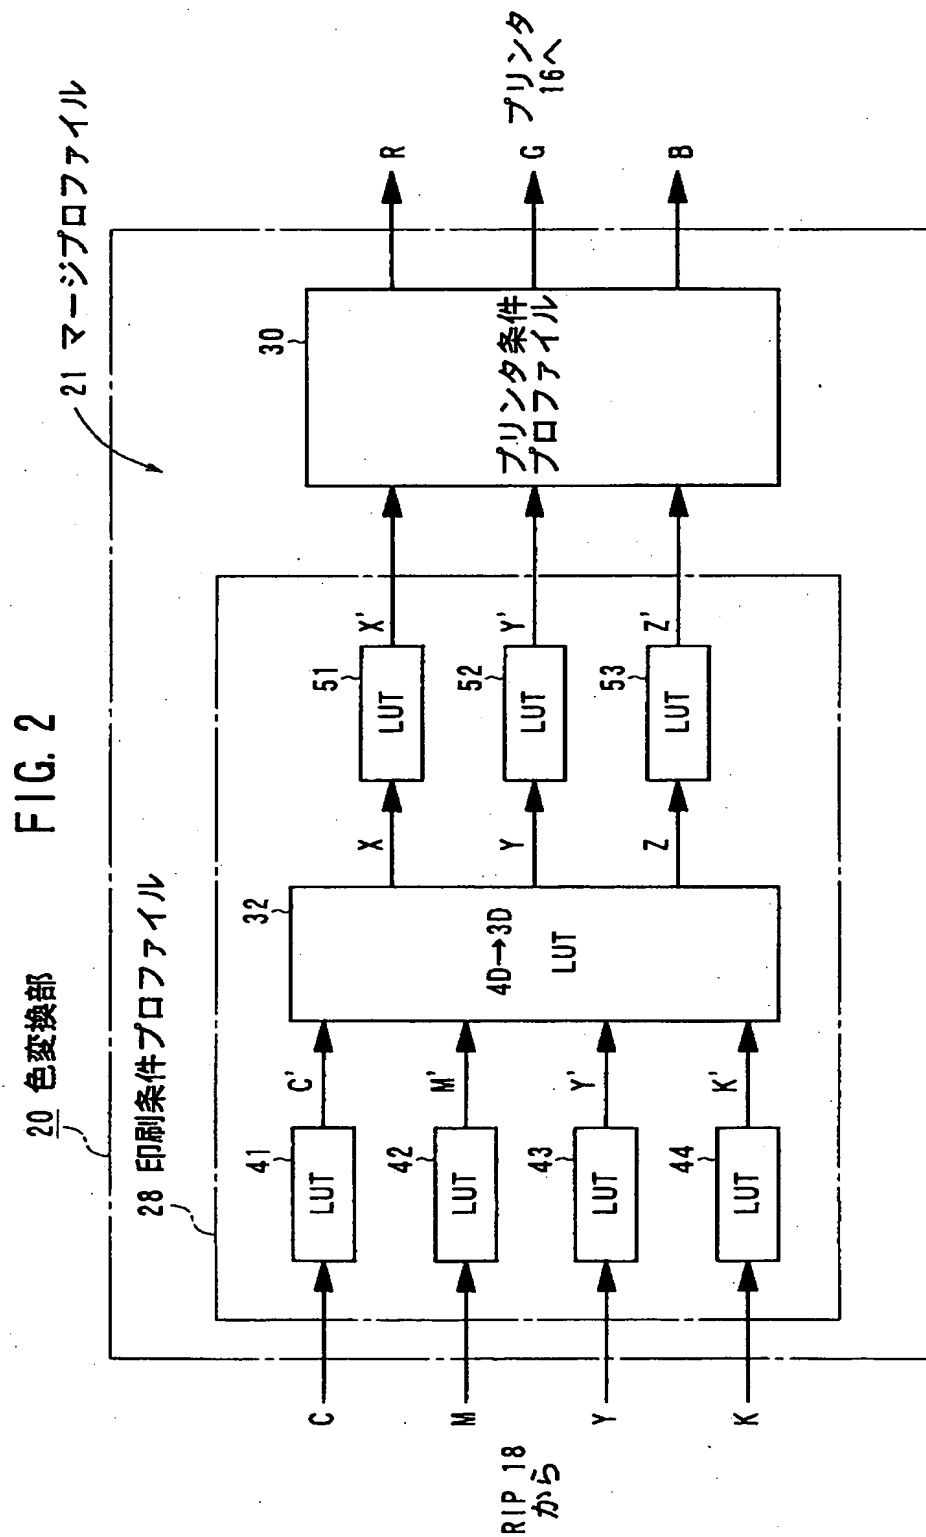 FIG. 2
20 色変換部
21 マージプロファイル
28 印刷条件プロファイル
RIP 18
から
C
M
Y
K
41
LUT
42
LUT
43
LUT
44
LUT
C'
M'
Y'
K'
32
4D→3D
LUT
X
Y
Z
51
LUT
52
LUT
53
LUT
X'
Y'
Z'
30
プリンタ条件
プロファイル
R
G
B
プリンタ
16へ